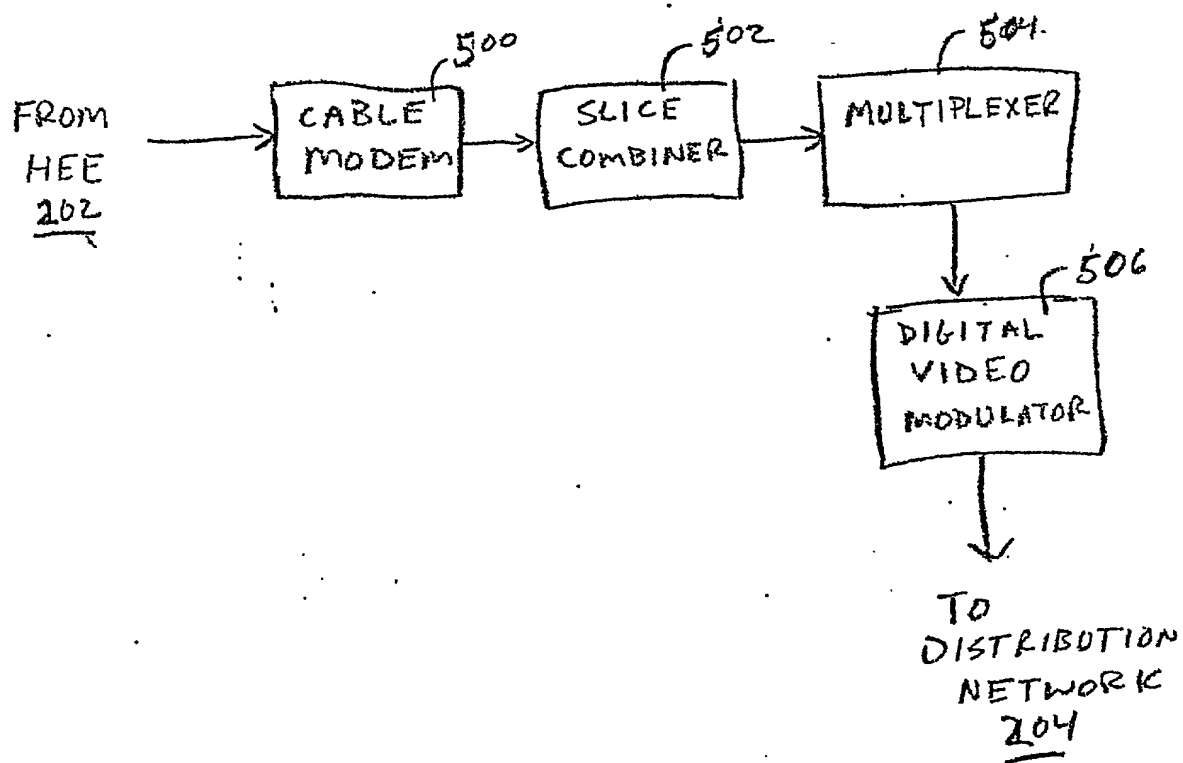 FROM
HEE
202
500
CABLE
MODEM
502
SLICE
COMBINER
504
MULTIPLEXER
506
DIGITAL
VIDEO
MODULATOR
TO
DISTRIBUTION
NETWORK
204